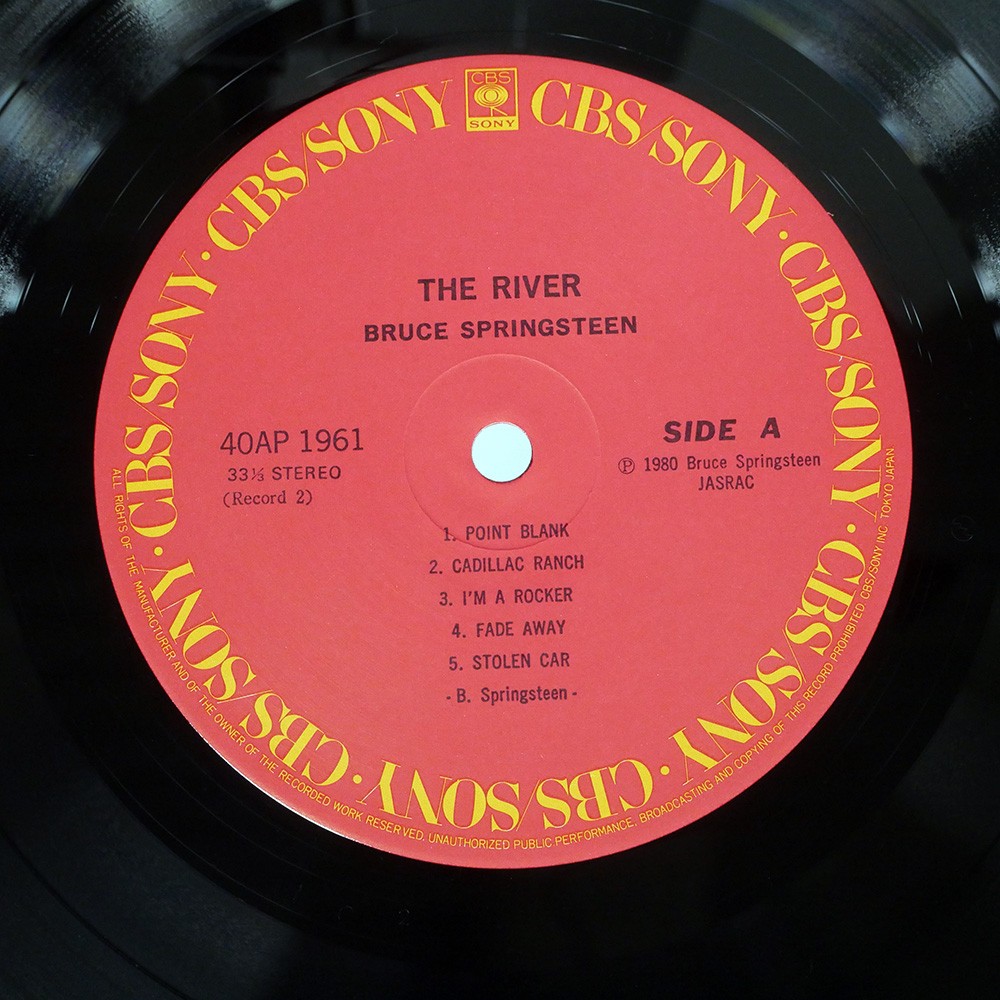 CBS
SONY
CBS/SONY · CBS/SONY · CBS/SONY · CBS/SONY · CBS/SONY · CBS/SONY · CBS/SONY · CBS/SONY · CBS/SONY
THE RIVER
BRUCE SPRINGSTEEN
40AP 1961
33⅓ STEREO
(Record 2)
SIDE A
Ⓟ 1980 Bruce Springsteen
JASRAC
1. POINT BLANK
2. CADILLAC RANCH
3. I'M A ROCKER
4. FADE AWAY
5. STOLEN CAR
- B. Springsteen -
ALL RIGHTS OF THE MANUFACTURER AND OF THE OWNER OF THE RECORDED WORK RESERVED. UNAUTHORIZED PUBLIC PERFORMANCE, BROADCASTING AND COPYING OF THIS RECORD PROHIBITED CBS/SONY INC. TOKYO JAPAN